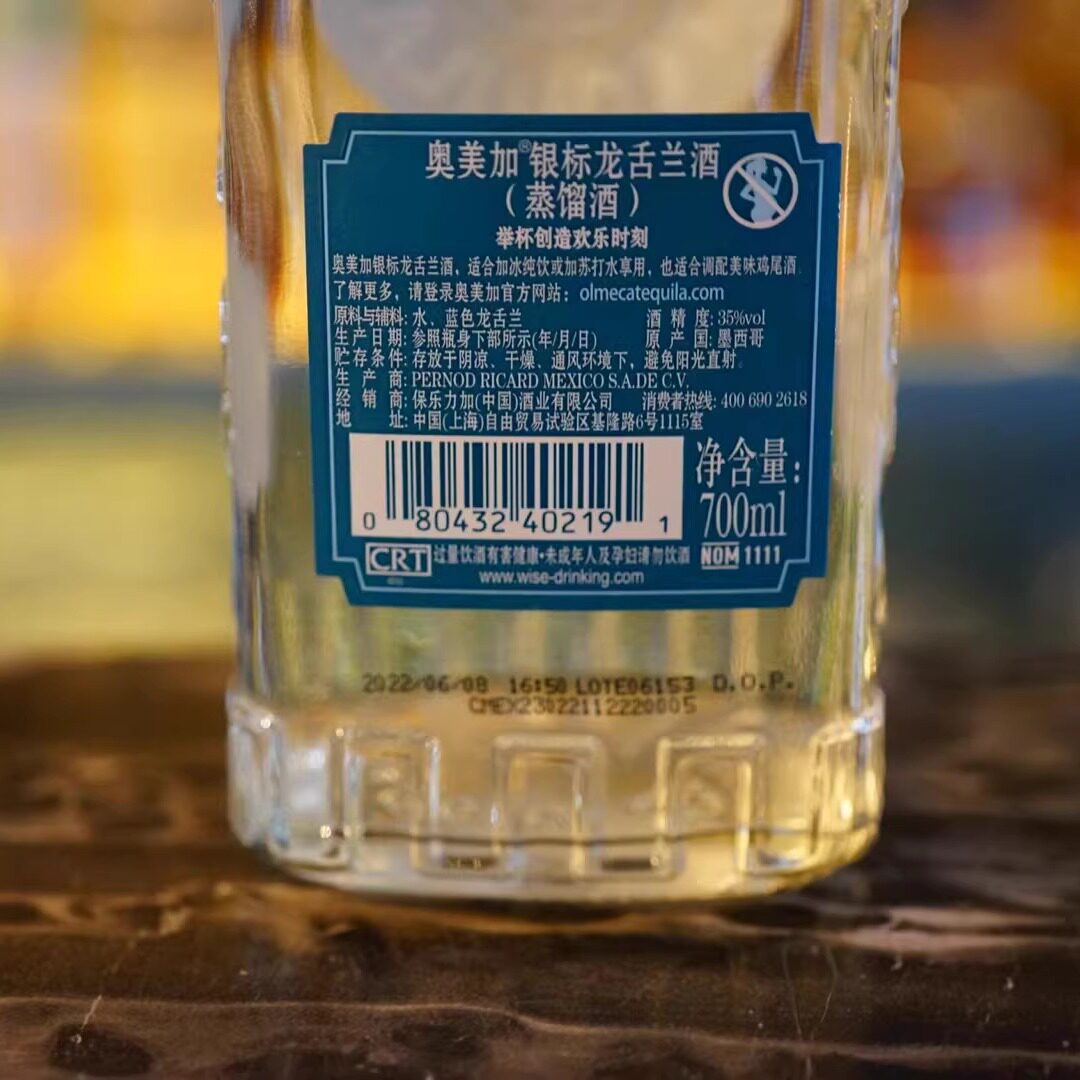 奥美加®银标龙舌兰酒
（蒸馏酒）
举杯创造欢乐时刻
奥美加银标龙舌兰酒，适合加冰纯饮或加苏打水享用，也适合调配美味鸡尾酒。
了解更多，请登录奥美加官方网站：olmecatequila.com
原料与辅料: 水、蓝色龙舌兰 酒精度: 35%vol
生产日期: 参照瓶身下部所示(年/月/日) 原产国: 墨西哥
贮存条件: 存放于阴凉、干燥、通风环境下，避免阳光直射。
生产商: PERNOD RICARD MEXICO S.A.DE C.V.
经销商: 保乐力加(中国)酒业有限公司 消费者热线: 400 690 2618
地址: 中国(上海)自由贸易试验区基隆路6号1115室
净含量:
700ml
0 80432 40219 1
CRT 过量饮酒有害健康·未成年人及孕妇请勿饮酒 NOM 1111
www.wise-drinking.com
2022/06/08 16:50 LOTE06153 D.O.P.
CMEX23022112220005